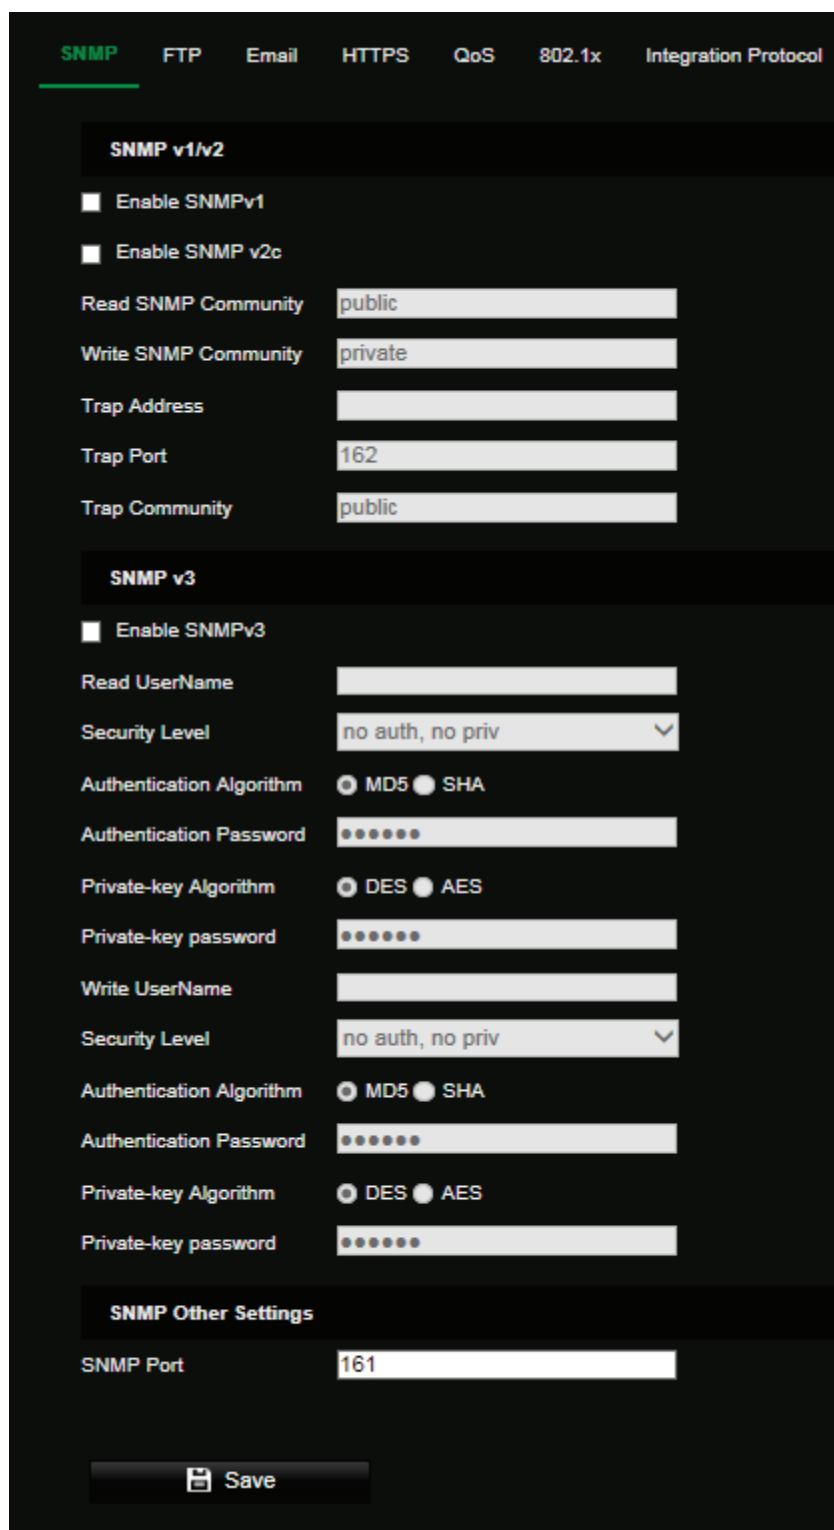 SNMP FTP Email HTTPS QoS 802.1x Integration Protocol
SNMP v1/v2
Enable SNMPv1
Enable SNMP v2c
Read SNMP Community public
Write SNMP Community private
Trap Address
Trap Port 162
Trap Community public
SNMP v3
Enable SNMPv3
Read UserName
Security Level no auth, no priv
Authentication Algorithm MD5 SHA
Authentication Password ●●●●●●
Private-key Algorithm DES AES
Private-key password ●●●●●●
Write UserName
Security Level no auth, no priv
Authentication Algorithm MD5 SHA
Authentication Password ●●●●●●
Private-key Algorithm DES AES
Private-key password ●●●●●●
SNMP Other Settings
SNMP Port 161
Save